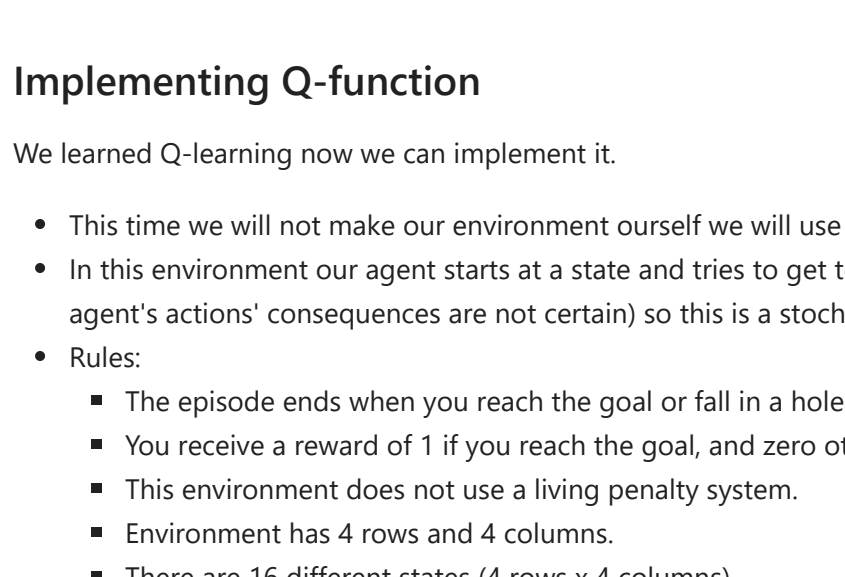 Implementing Q-function
We learned Q-learning now we can implement it.
This time we will not make our environment ourself we will use
In this environment our agent starts at a state and tries to get
agent's actions' consequences are not certain) so this is a
Rules:
The episode ends when you reach the goal or fall in a hole
You receive a reward of 1 if you reach the goal, and zero
This environment does not use a living penalty system.
Environment has 4 rows and 4 columns.
There are 16 different states (4 rows x 4 columns)